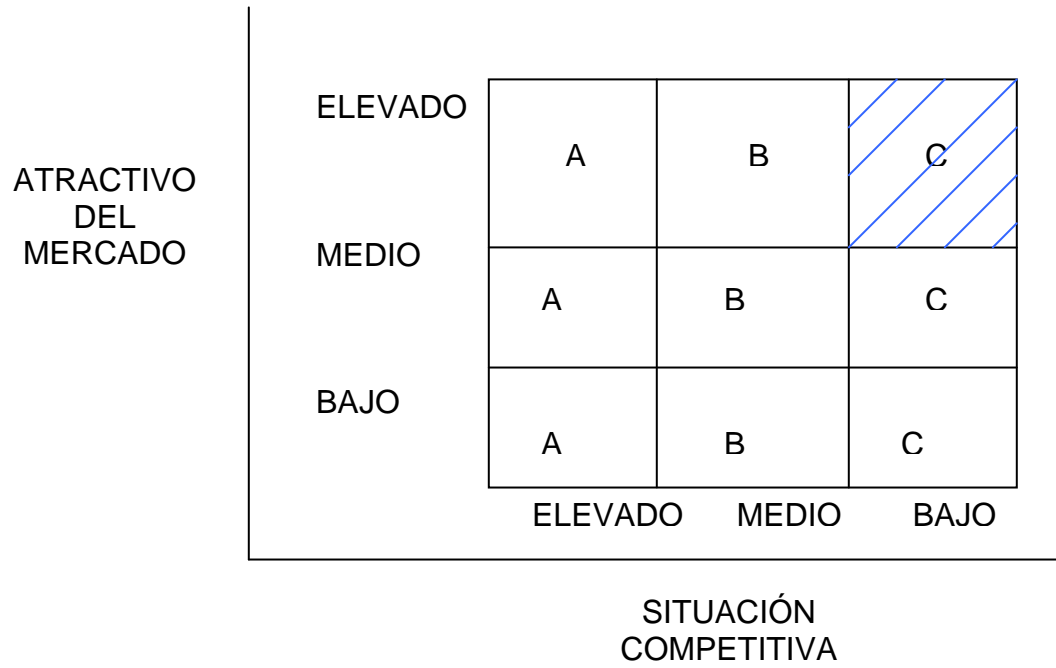 ELEVADO
A B C
ATRACTIVO
DEL
MERCADO
MEDIO
A B C
BAJO
A B C
ELEVADO MEDIO BAJO
SITUACIÓN
COMPETITIVA